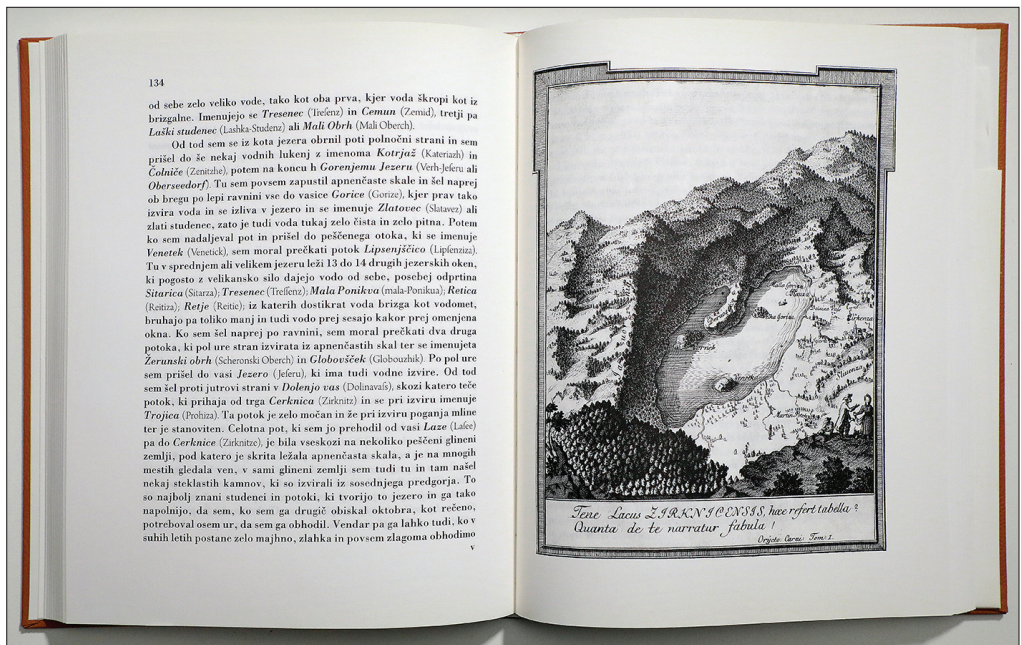 134
od sebe zelo veliko vode, tako kot oba prva, kjer voda škropi kot iz
brizgalne. Imenujejo se Tresenec (Tresenz) in Cemun (Zemid), tretji pa
Laški studenec (Lashka-Studenz) ali Mali Obrh (Mali Oberch).
Od tod sem se iz kota jezera obrnil poti polnočni strani in sem
prišel do še nekaj vodnih lukenj z imenoma Kotrjaž (Kateriazh) in
Čolniče (Zenitzhe), potem na koncu h Gorenjemu Jezeru (Verh-Jeseru ali
Oberseedorf). Tu sem povsem zapustil apnenčaste skale in šel naprej
ob bregu po lepi ravnini vse do vasice Gorice (Gorize), kjer prav tako
izvira voda in se izliva v jezero in se imenuje Zlatovec (Slatavez) ali
zlati studenec, zato je tudi voda tukaj zelo čista in zelo pitna. Potem
ko sem nadaljeval pot in prišel do peščenega otoka, ki se imenuje
Venetek (Venetick), sem moral prečkati potok Lipsenjščico (Lipsenziza).
Tu v sprednjem ali velikem jezeru leži 13 do 14 drugih jezerskih oken,
ki pogosto z velikansko silo dajejo vodo od sebe, posebej odprtina
Sitarica (Sitarza); Tresenec (Tressenz); Mala Ponikva (mala-Ponikua); Retica
(Reitiza); Retje (Reitie); iz katerih dostikrat voda brizga kot vodomet,
bruhajo pa toliko manj in tudi vodo prej sesajo kakor prej omenjena
okna. Ko sem šel naprej po ravnini, sem moral prečkati dva druga
potoka, ki pol ure stran izvirata iz apnenčastih skal ter se imenujeta
Žerunski obrh (Scheronski Oberch) in Globovšček (Globouzhik). Po pol ure
sem prišel do vasi Jezero (Jeseru), ki ima tudi vodne izvire. Od tod
sem šel proti jutrovi strani v Dolenjo vas (Dolinavass), skozi katero teče
potok, ki prihaja od trga Cerknica (Zirknitz) in se pri izviru imenuje
Trojica (Prohiza). Ta potok je zelo močan in že pri izviru poganja mline
ter je stanoviten. Celotna pot, ki sem jo prehodil od vasi Laze (Lasee)
pa do Cerknice (Zirknitze), je bila vseskozi na nekoliko peščeni glineni
zemlji, pod katero je skrita ležala apnenčasta skala, a je na mnogih
mestih gledala ven, v sami glineni zemlji sem tudi tu in tam našel
nekaj steklastih kamnov, ki so izvirali iz sosednjega predgorja. To
so najbolj znani studenci in potoki, ki tvorijo to jezero in ga tako
napolnijo, da sem, ko sem ga drugič obiskal oktobra, kot rečeno,
potreboval osem ur, da sem ga obhodil. Vendar pa ga lahko tudi, ko v
suhih letih postane zelo majhno, zlahka in povsem zlagoma obhodimo
v
Tene Lacus ZIRKNICENSIS, hæc refert tabella?
Quanta de te narratur fabula!
Orycto. Carni. Tom. I.